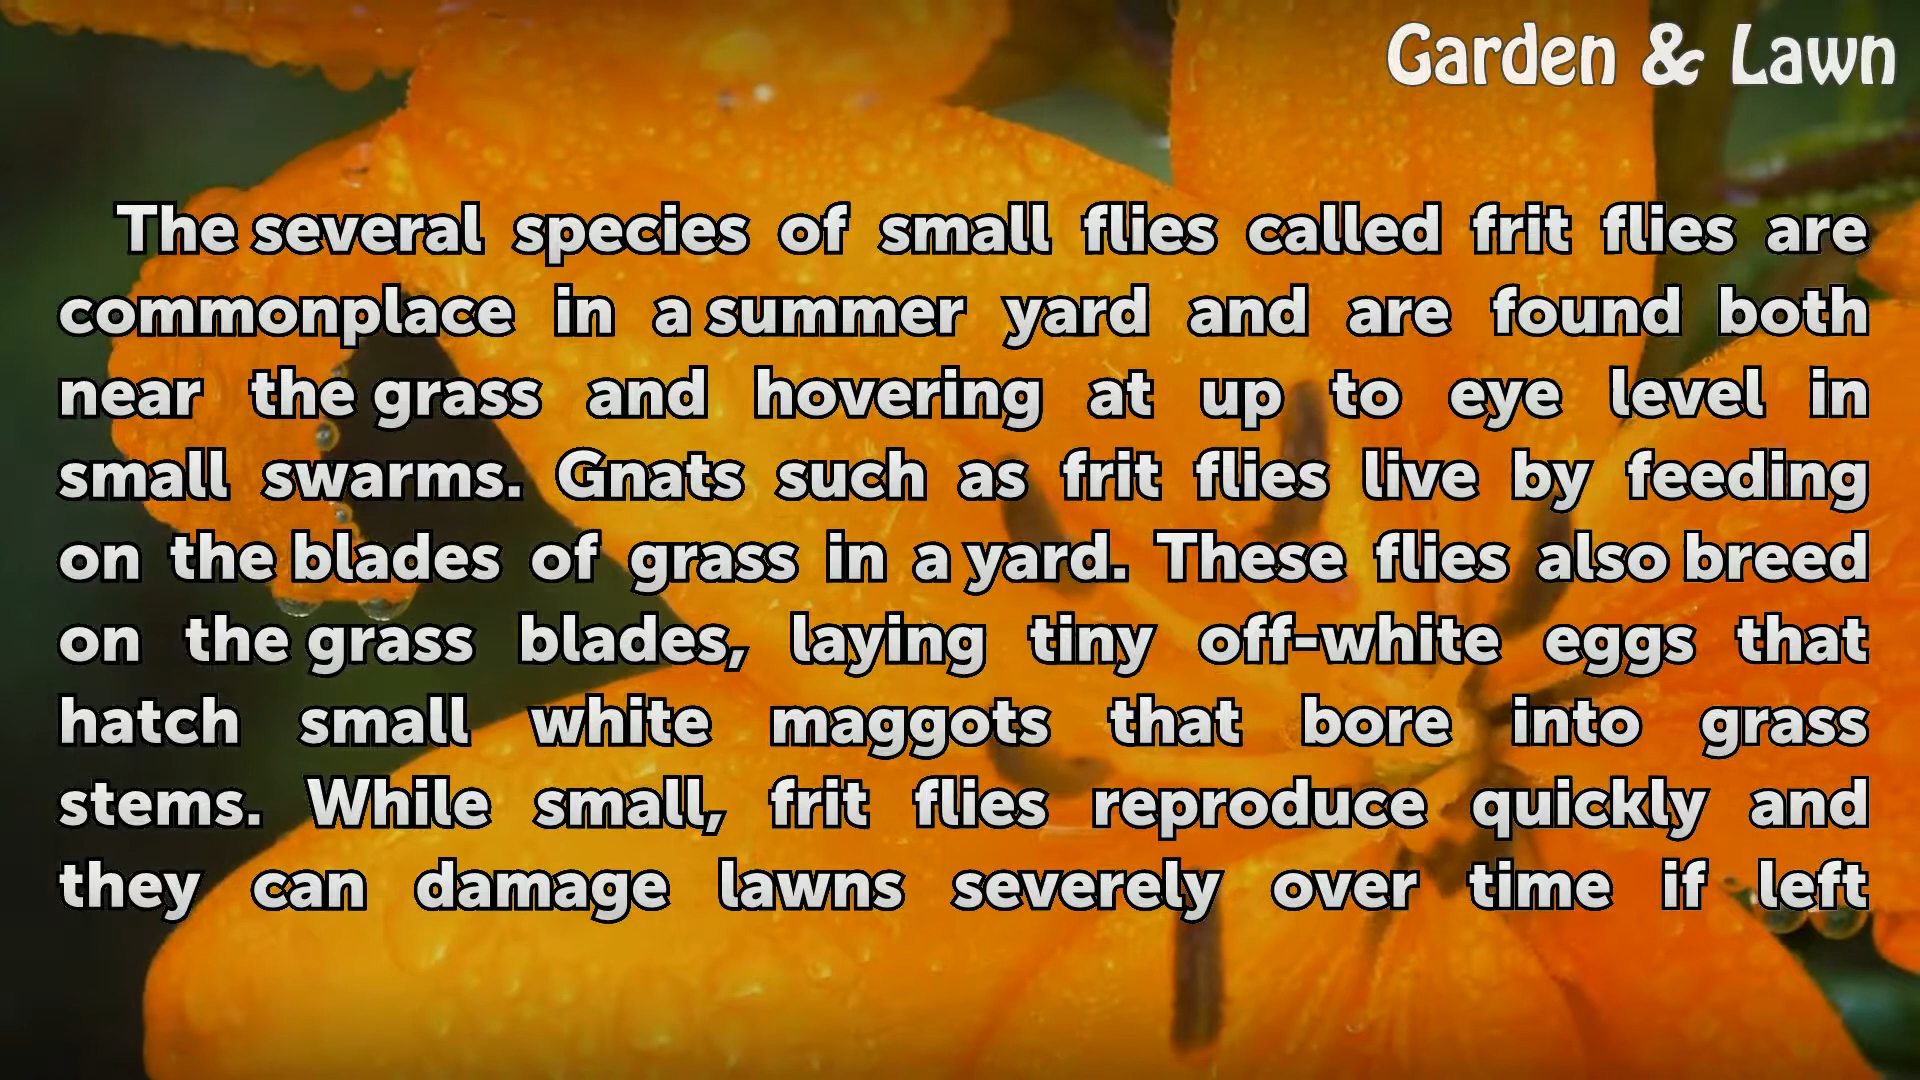 Garden & Lawn
The several species of small flies called frit flies are
commonplace in a summer yard and are found both
near the grass and hovering at up to eye level in
small swarms. Gnats such as frit flies live by feeding
on the blades of grass in a yard. These flies also breed
on the grass blades, laying tiny off-white eggs that
hatch small white maggots that bore into grass
stems. While small, frit flies reproduce quickly and
they can damage lawns severely over time if left